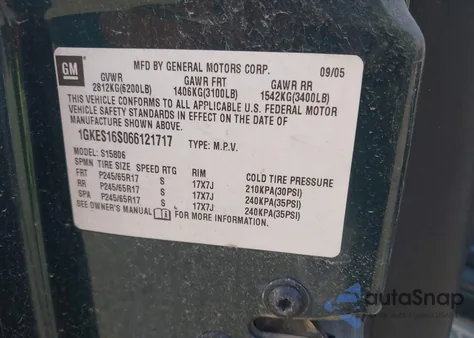 GM
MFD BY GENERAL MOTORS CORP. 09/05
GVWR GAWR FRT GAWR RR
2812KG(6200LB) 1406KG(3100LB) 1542KG(3400LB)
THIS VEHICLE CONFORMS TO ALL APPLICABLE U.S. FEDERAL MOTOR
VEHICLE SAFETY STANDARDS IN EFFECT ON THE DATE OF
MANUFACTURE SHOWN ABOVE.
1GKES16S066121717 TYPE: M.P.V.
MODEL: S15806
SPMN TIRE SIZE SPEED RTG RIM COLD TIRE PRESSURE
FRT P245/65R17 S 17X7J 210KPA(30PSI)
RR P245/65R17 S 17X7J 240KPA(35PSI)
SPA P245/65R17 S 17X7J 240KPA(35PSI)
SEE OWNER'S MANUAL FOR MORE INFORMATION.
autoSnap